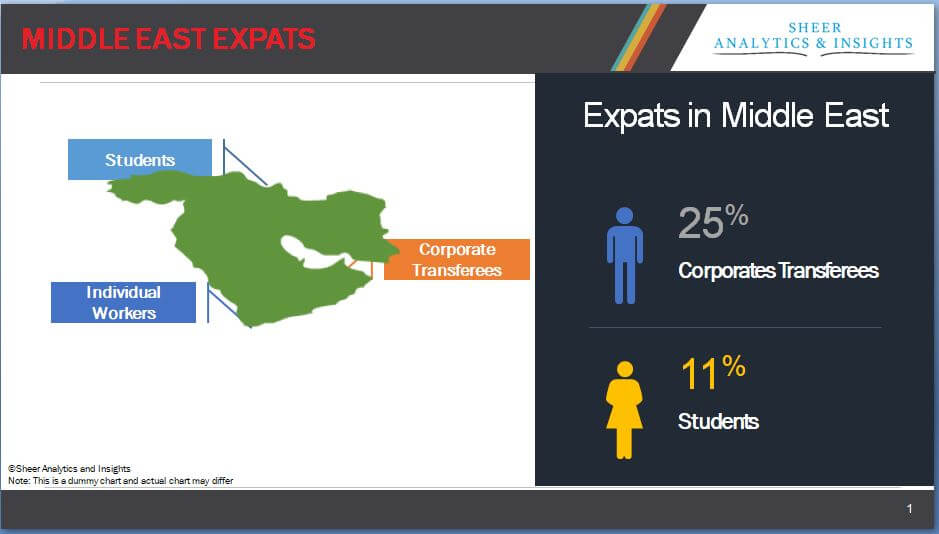 MIDDLE EAST EXPATS
SHEER
ANALYTICS & INSIGHTS
Students
Corporate
Transferees
Individual
Workers
Expats in Middle East
25%
Corporates Transferees
11%
Students
©Sheer Analytics and Insights
Note: This is a dummy chart and actual chart may differ
1